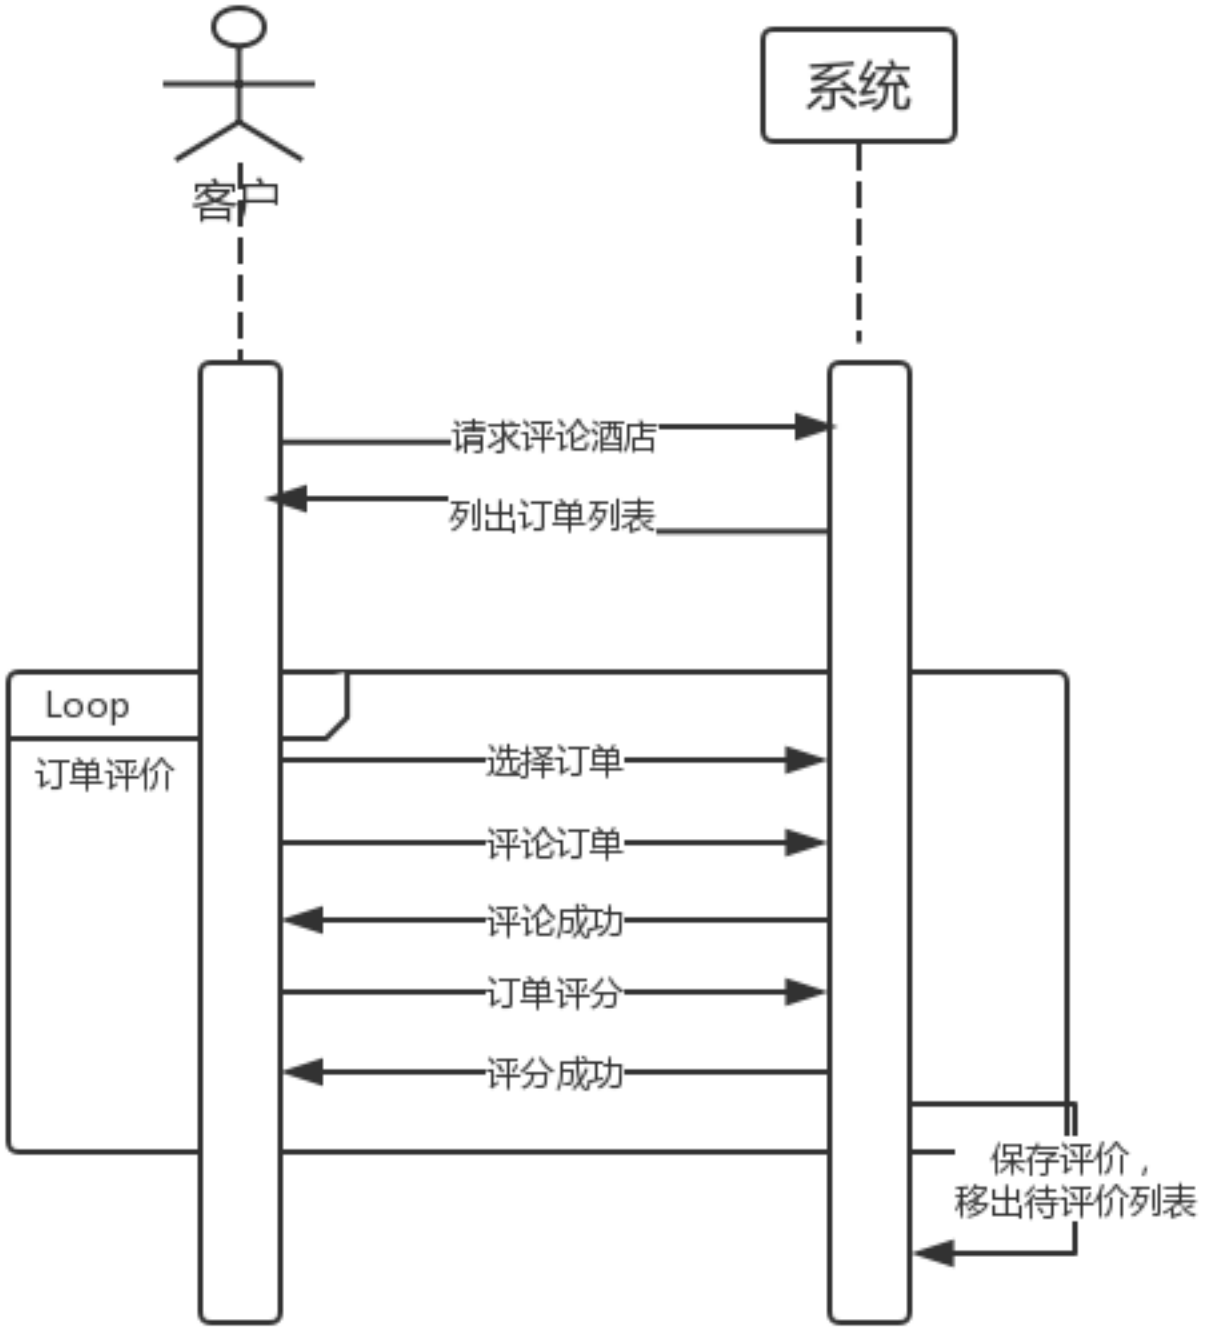 系统
客户
请求评论酒店
列出订单列表
Loop
订单评价
选择订单
评论订单
评论成功
订单评分
评分成功
保存评价，
移出待评价列表